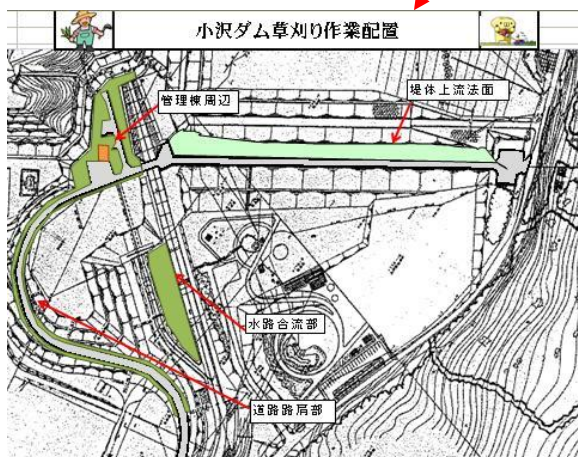 小沢ダム草刈り作業配置
管理棟周辺
堤体上流法面
水路合流部
道路路肩部